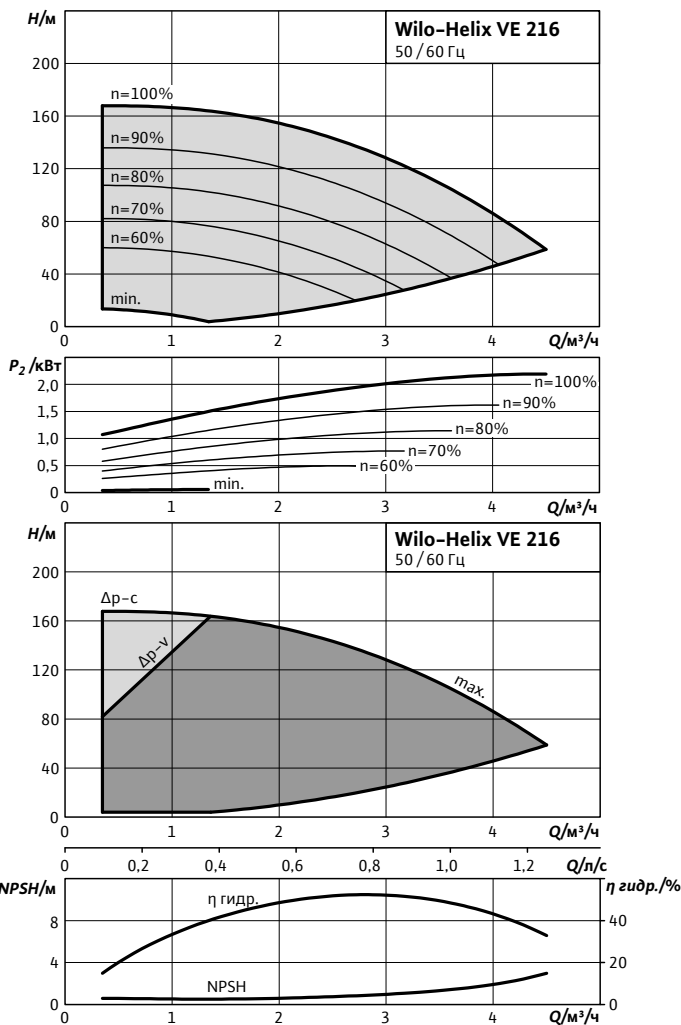 H/м
Wilo-Helix VE 216
50 / 60 Гц
200
n=100%
160
n=90%
120
n=80%
n=70%
80
n=60%
40
min.
0
0 1 2 3 4 Q/м³/ч
P2 /кВт
2,0
n=100%
1,5
n=90%
1,0
n=80%
n=70%
0,5
n=60%
min.
0
0 1 2 3 4 Q/м³/ч
H/м
Wilo-Helix VE 216
50 / 60 Гц
200
Δp-c
160
Δp-v
max.
120
80
40
0
0 1 2 3 4 Q/м³/ч
0 0,2 0,4 0,6 0,8 1,0 1,2 Q/л/с
NPSH/м
η гидр./%
η гидр.
8
40
4
20
NPSH
0
0
0 1 2 3 4 Q/м³/ч